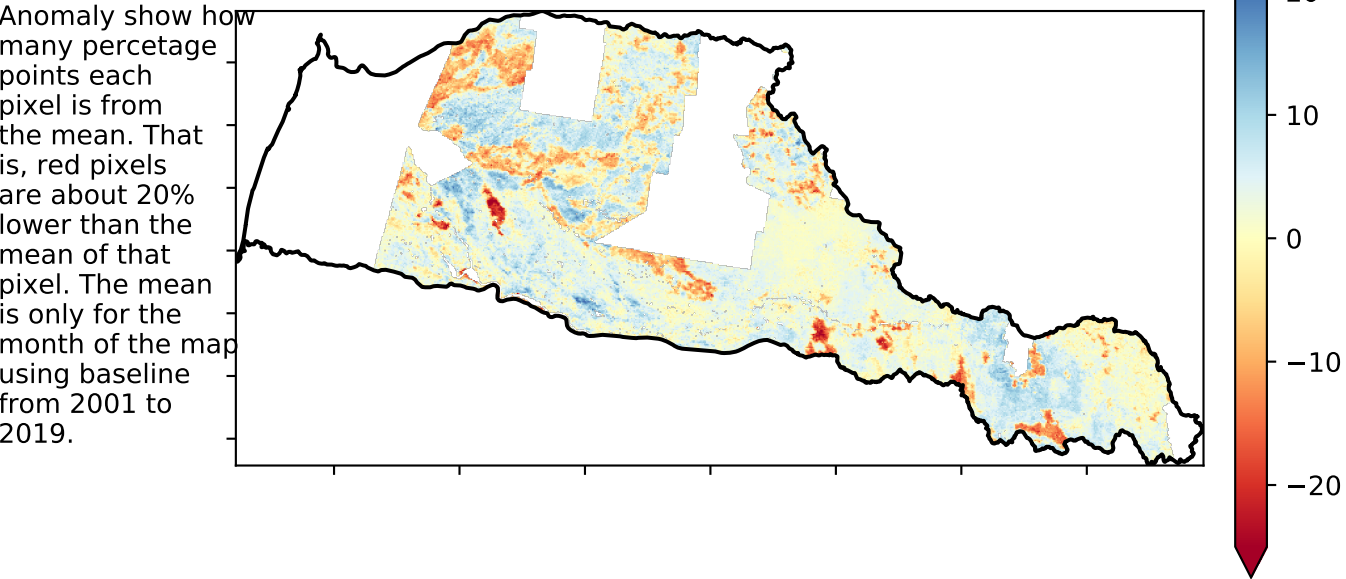 Anomaly show how
many percetage
points each
pixel is from
the mean. That
is, red pixels
are about 20%
lower than the
mean of that
pixel. The mean
is only for the
month of the map
using baseline
from 2001 to
2019.
10
0
−10
−20